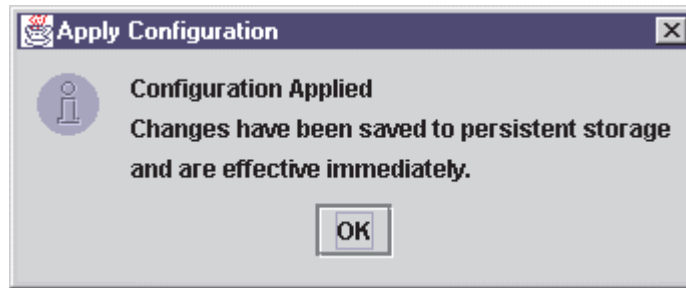 Apply Configuration
Configuration Applied
Changes have been saved to persistent storage
and are effective immediately.
OK